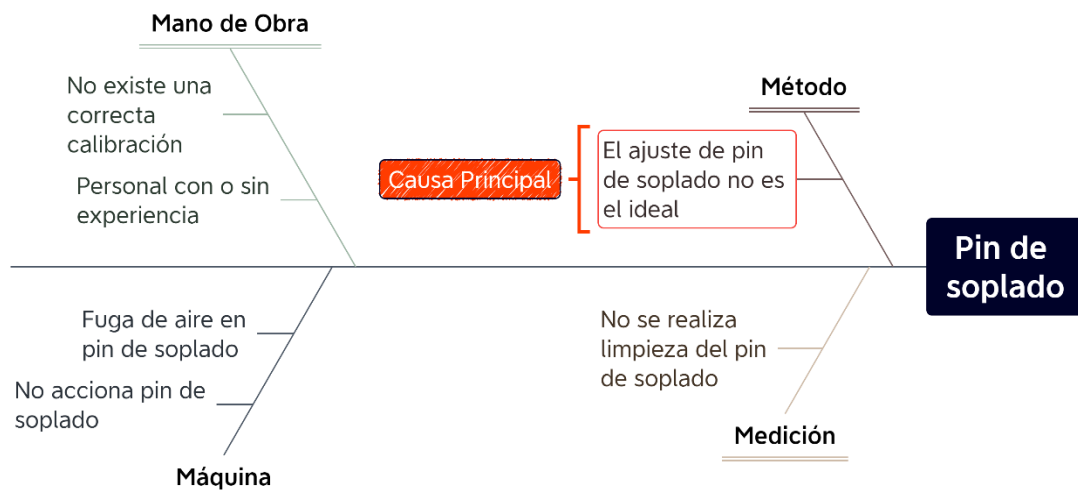 Mano de Obra
No existe una
correcta
calibración
Personal con o sin
experiencia
Método
Causa Principal
El ajuste de pin
de soplado no es
el ideal
Pin de
soplado
Fuga de aire en
pin de soplado
No acciona pin de
soplado
Máquina
No se realiza
limpieza del pin
de soplado
Medición